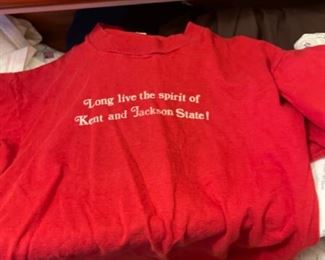 Long live the spirit of
Kent and Jackson State!